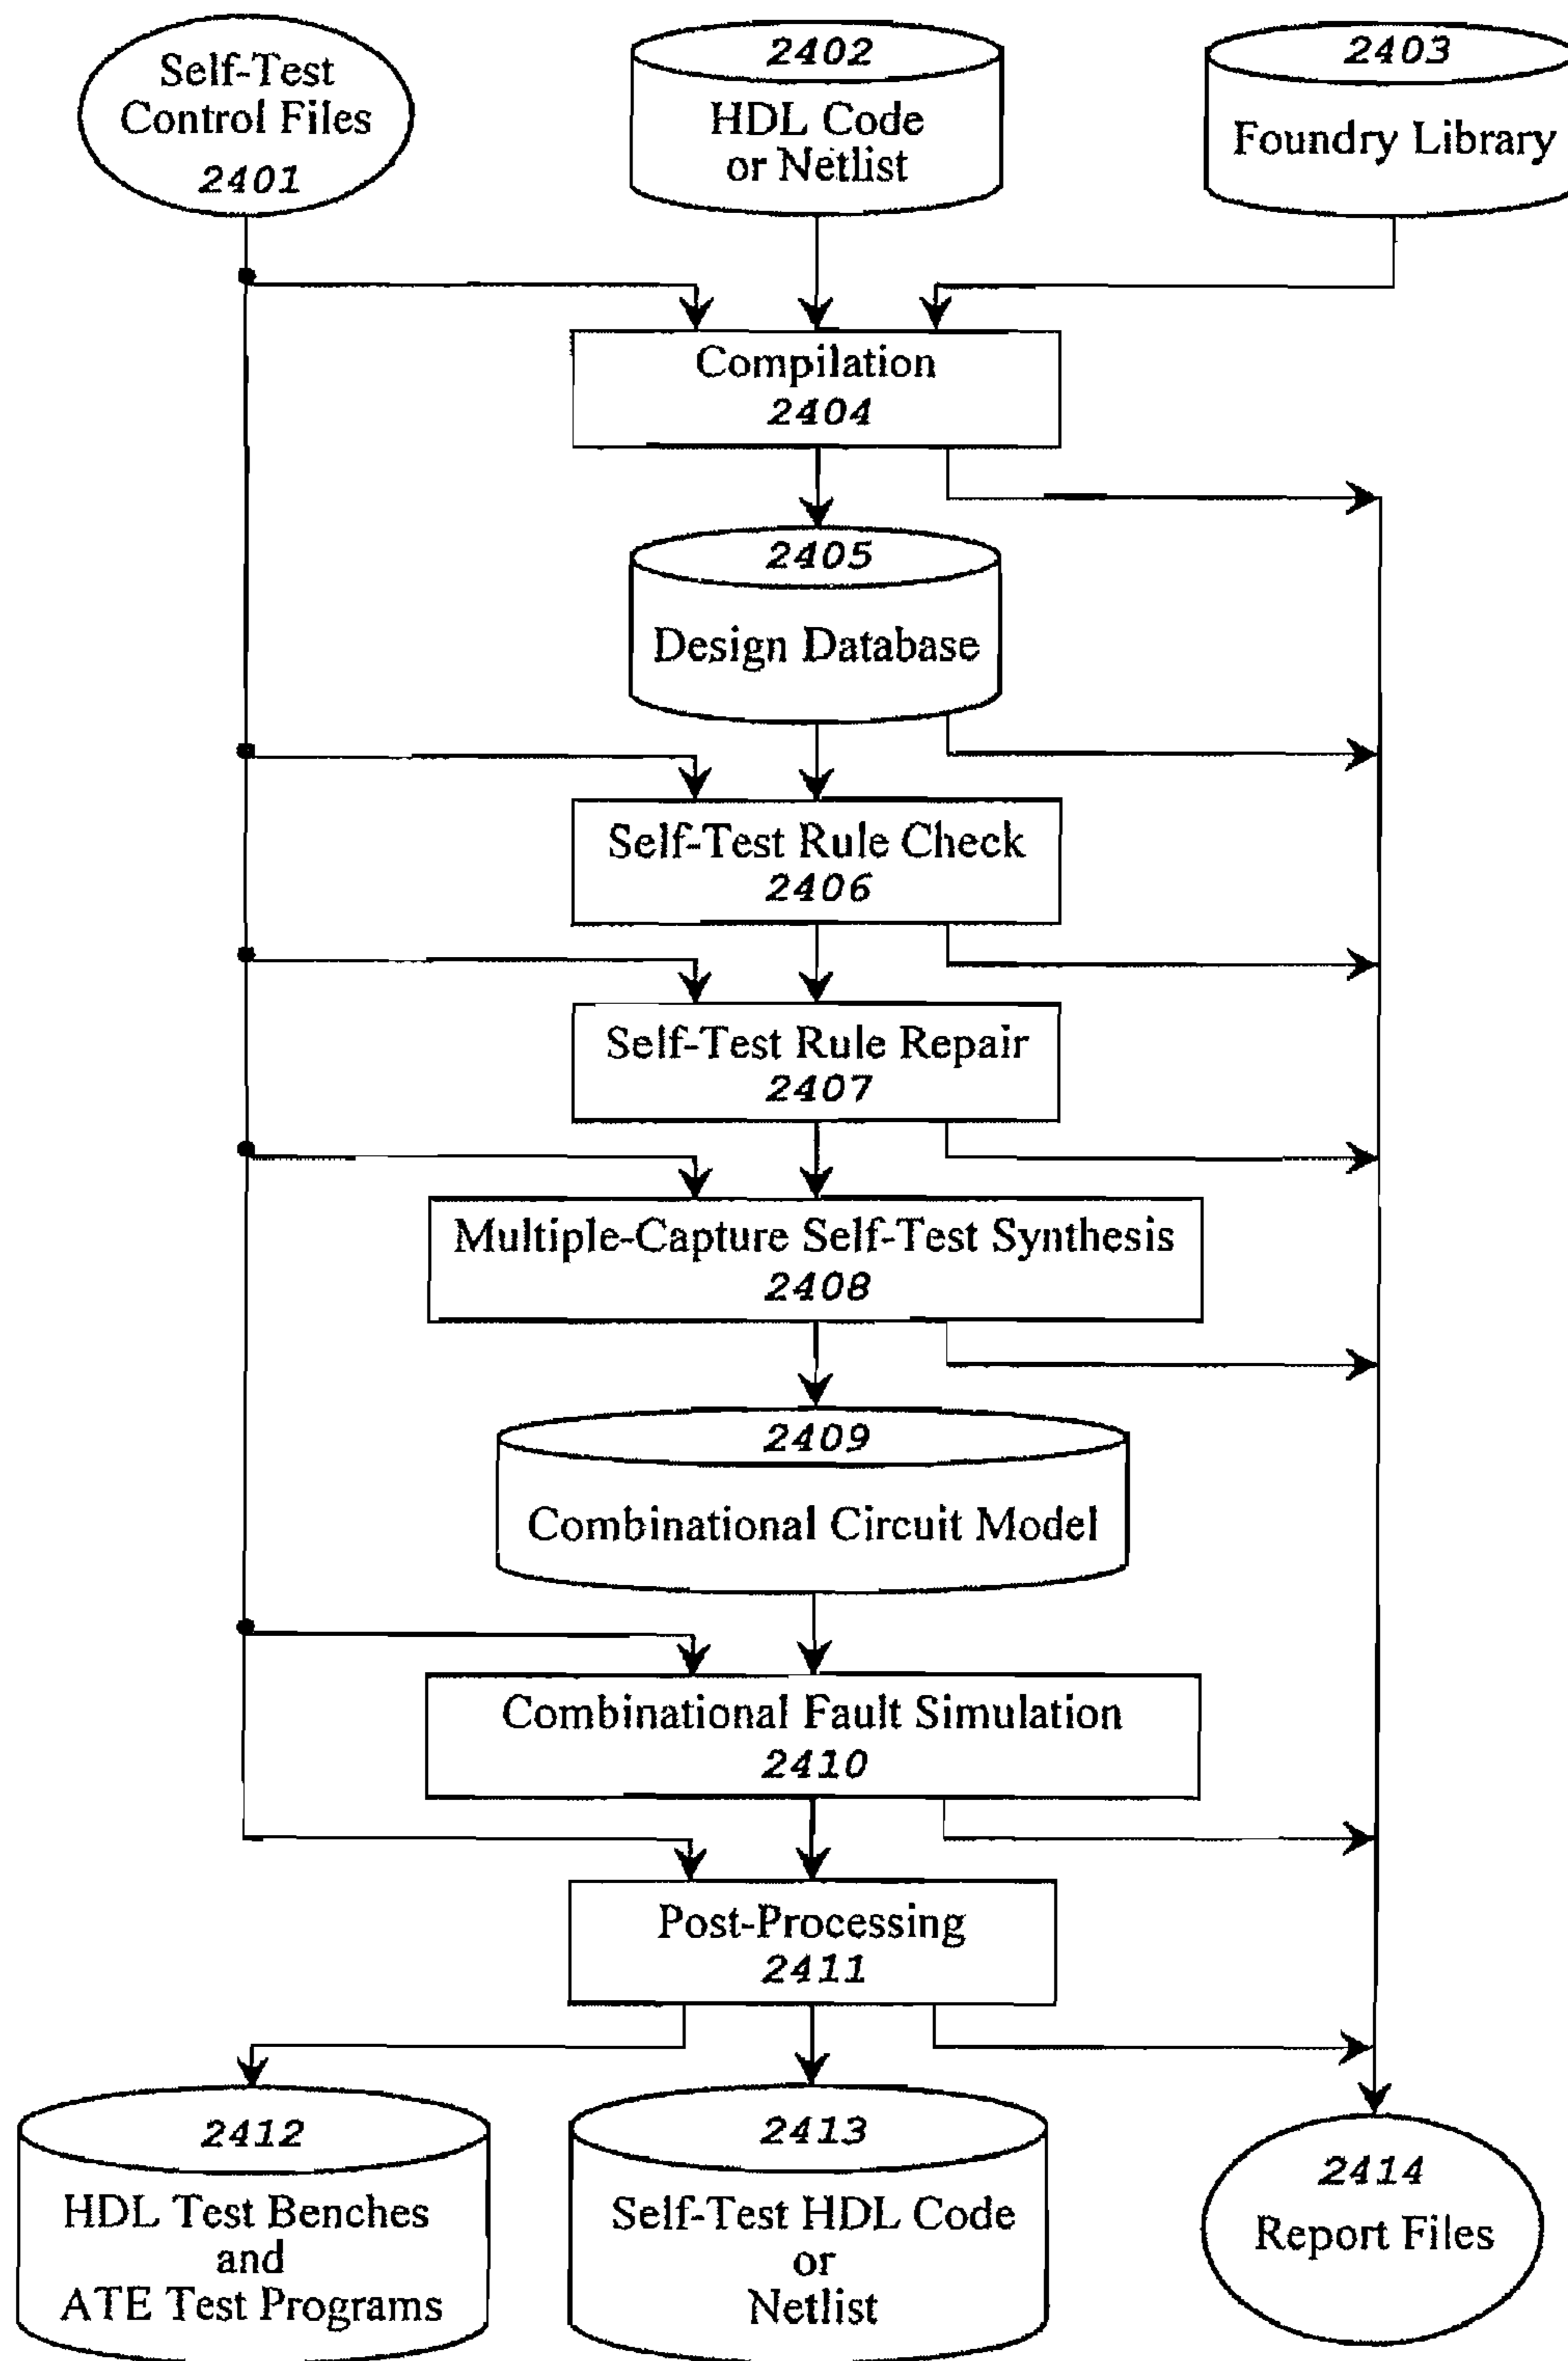 Self-Test
Control Files
2401
2402
HDL Code
or Netlist
2403
Foundry Library
Compilation
2404
2405
Design Database
Self-Test Rule Check
2406
Self-Test Rule Repair
2407
Multiple-Capture Self-Test Synthesis
2408
2409
Combinational Circuit Model
Combinational Fault Simulation
2410
Post-Processing
2411
2412
HDL Test Benches
and
ATE Test Programs
2413
Self-Test HDL Code
or
Netlist
2414
Report Files